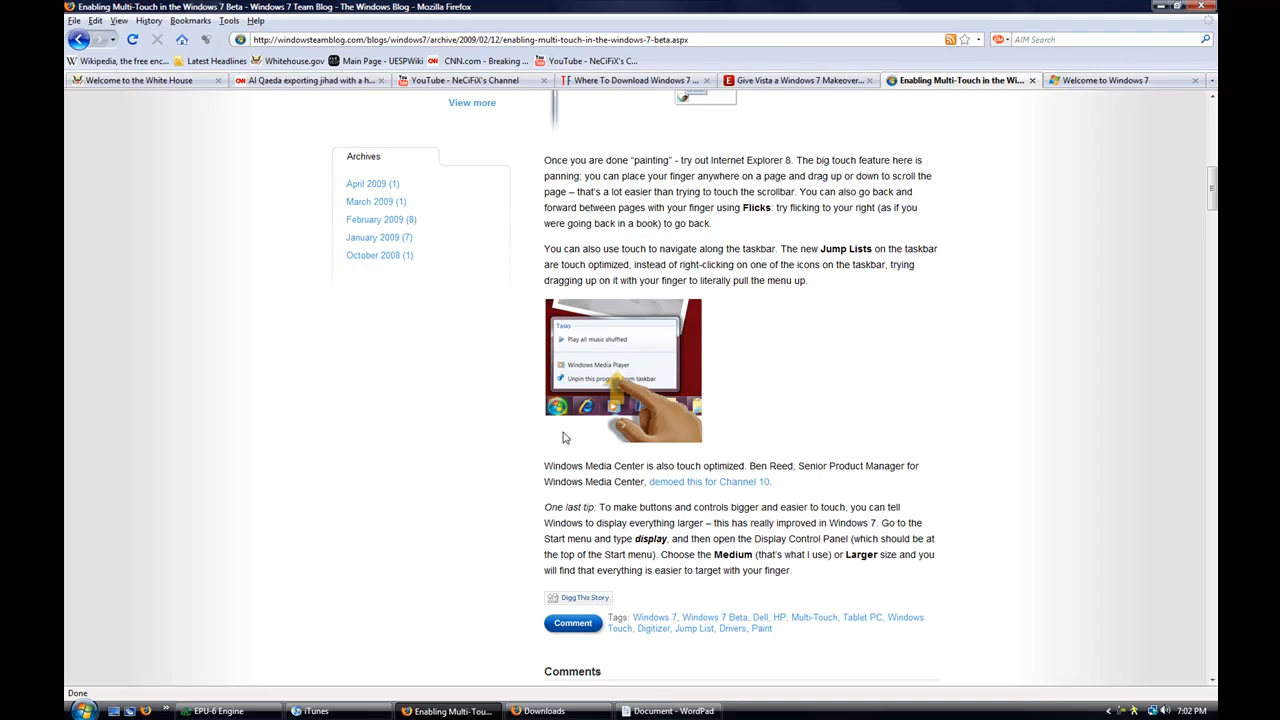 Enabling Multi-Touch in the Windows 7 Beta - Windows 7 Team Blog - The Windows Blog - Mozilla Firefox
File Edit View History Bookmarks Tools Help
http://windowsteamblog.com/blogs/windows7/archive/2009/02/12/enabling-multi-touch-in-the-windows-7-beta.aspx
AIM Search
Wikipedia, the free enc... Latest Headlines Whitehouse.gov Main Page - UESPWiki CNN.com - Breaking ... YouTube - NeCiFiX's C...
Welcome to the White House
Al Qaeda exporting jihad with a h...
YouTube - NeCiFiX's Channel
Where To Download Windows 7 ...
Give Vista a Windows 7 Makeover...
Enabling Multi-Touch in the Wi...
Welcome to Windows 7
View more
Archives
April 2009 (1)
March 2009 (1)
February 2009 (8)
January 2009 (7)
October 2008 (1)
Once you are done “painting” - try out Internet Explorer 8. The big touch feature here is
panning; you can place your finger anywhere on a page and drag up or down to scroll the
page – that’s a lot easier than trying to touch the scrollbar. You can also go back and
forward between pages with your finger using Flicks: try flicking to your right (as if you
were going back in a book) to go back.
You can also use touch to navigate along the taskbar. The new Jump Lists on the taskbar
are touch optimized, instead of right-clicking on one of the icons on the taskbar, trying
dragging up on it with your finger to literally pull the menu up.
Tasks
Play all music shuffled
Windows Media Player
Unpin this program from taskbar
Windows Media Center is also touch optimized. Ben Reed, Senior Product Manager for
Windows Media Center, demoed this for Channel 10.
One last tip: To make buttons and controls bigger and easier to touch, you can tell
Windows to display everything larger – this has really improved in Windows 7. Go to the
Start menu and type display, and then open the Display Control Panel (which should be at
the top of the Start menu). Choose the Medium (that’s what I use) or Larger size and you
will find that everything is easier to target with your finger.
Digg This Story
Comment
Tags: Windows 7, Windows 7 Beta, Dell, HP, Multi-Touch, Tablet PC, Windows
Touch, Digitizer, Jump List, Drivers, Paint
Comments
Done
EPU-6 Engine
iTunes
Enabling Multi-Tou...
Downloads
Document - WordPad
7:02 PM